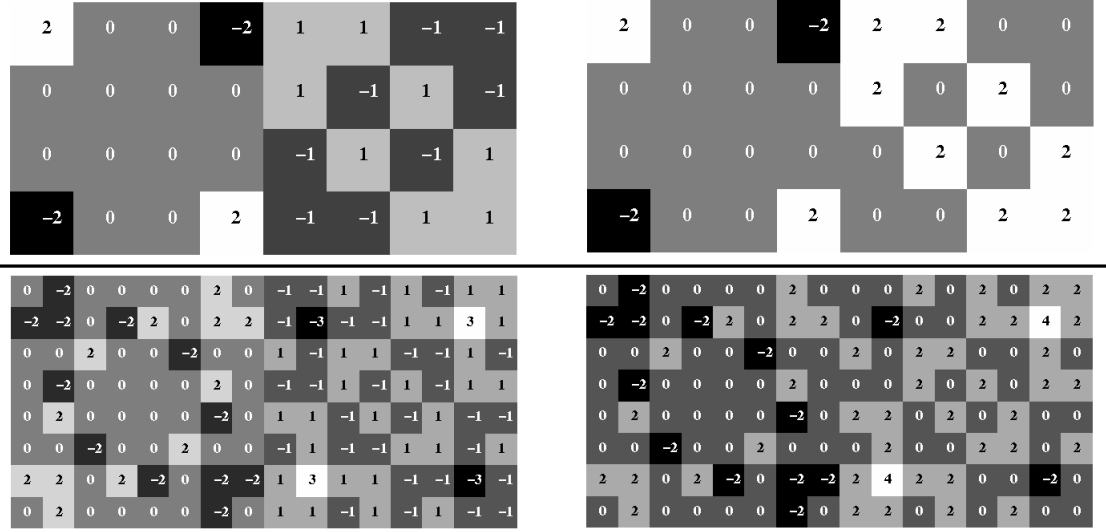 2 0 0 −2 1 1 −1 −1
0 0 0 0 1 −1 1 −1
0 0 0 0 −1 1 −1 1
−2 0 0 2 −1 −1 1 1
2 0 0 −2 2 2 0 0
0 0 0 0 2 0 2 0
0 0 0 0 0 2 0 2
−2 0 0 2 0 0 2 2
0 −2 0 0 0 0 2 0 −1 −1 1 −1 1 −1 1 1
−2 −2 0 −2 2 0 2 2 −1 −3 −1 −1 1 1 3 1
0 0 2 0 0 −2 0 0 1 −1 1 1 −1 −1 1 −1
0 −2 0 0 0 0 2 0 −1 −1 1 −1 1 −1 1 1
0 2 0 0 0 0 −2 0 1 1 −1 1 −1 1 −1 −1
0 0 −2 0 0 2 0 0 −1 1 −1 −1 1 1 −1 1
2 2 0 2 −2 0 −2 −2 1 3 1 1 −1 −1 −3 −1
0 2 0 0 0 0 −2 0 1 1 −1 1 −1 1 −1 −1
0 −2 0 0 0 0 2 0 0 0 2 0 2 0 2 2
−2 −2 0 −2 2 0 2 2 0 −2 0 0 2 2 4 2
0 0 2 0 0 −2 0 0 2 0 2 2 0 0 2 0
0 −2 0 0 0 0 2 0 0 0 2 0 2 0 2 2
0 2 0 0 0 0 −2 0 2 2 0 2 0 2 0 0
0 0 −2 0 0 2 0 0 0 2 0 0 2 2 0 2
2 2 0 2 −2 0 −2 −2 2 4 2 2 0 0 −2 0
0 2 0 0 0 0 −2 0 2 2 0 2 0 2 0 0